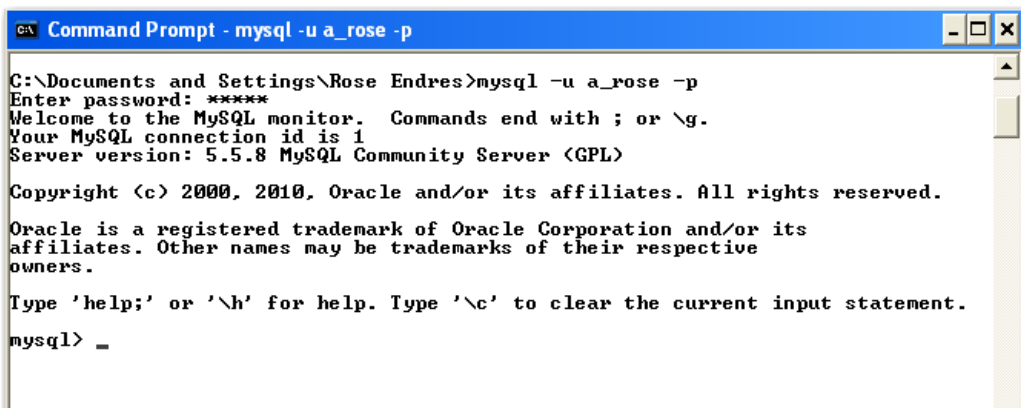 Command Prompt - mysql -u a_rose -p
C:\Documents and Settings\Rose Endres>mysql -u a_rose -p
Enter password: *****
Welcome to the MySQL monitor.  Commands end with ; or \g.
Your MySQL connection id is 1
Server version: 5.5.8 MySQL Community Server (GPL)
Copyright (c) 2000, 2010, Oracle and/or its affiliates. All rights reserved.
Oracle is a registered trademark of Oracle Corporation and/or its
affiliates. Other names may be trademarks of their respective
owners.
Type 'help;' or '\h' for help. Type '\c' to clear the current input statement.
mysql> _